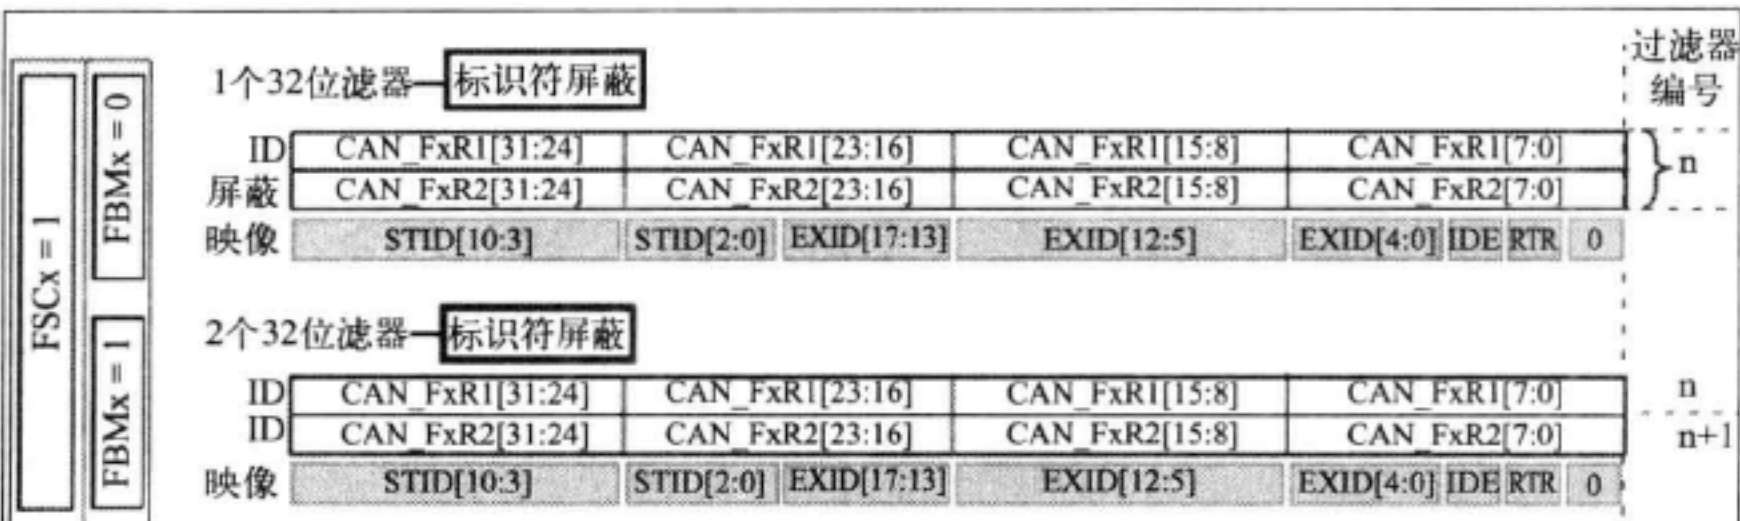 过滤器
编号
FSCx = 1
FBMx = 0
1个32位滤器—标识符屏蔽
ID CAN_FxR1[31:24] CAN_FxR1[23:16] CAN_FxR1[15:8] CAN_FxR1[7:0] n
屏蔽 CAN_FxR2[31:24] CAN_FxR2[23:16] CAN_FxR2[15:8] CAN_FxR2[7:0]
映像 STID[10:3] STID[2:0] EXID[17:13] EXID[12:5] EXID[4:0] IDE RTR 0
FBMx = 1
2个32位滤器—标识符屏蔽
ID CAN_FxR1[31:24] CAN_FxR1[23:16] CAN_FxR1[15:8] CAN_FxR1[7:0] n
ID CAN_FxR2[31:24] CAN_FxR2[23:16] CAN_FxR2[15:8] CAN_FxR2[7:0] n+1
映像 STID[10:3] STID[2:0] EXID[17:13] EXID[12:5] EXID[4:0] IDE RTR 0